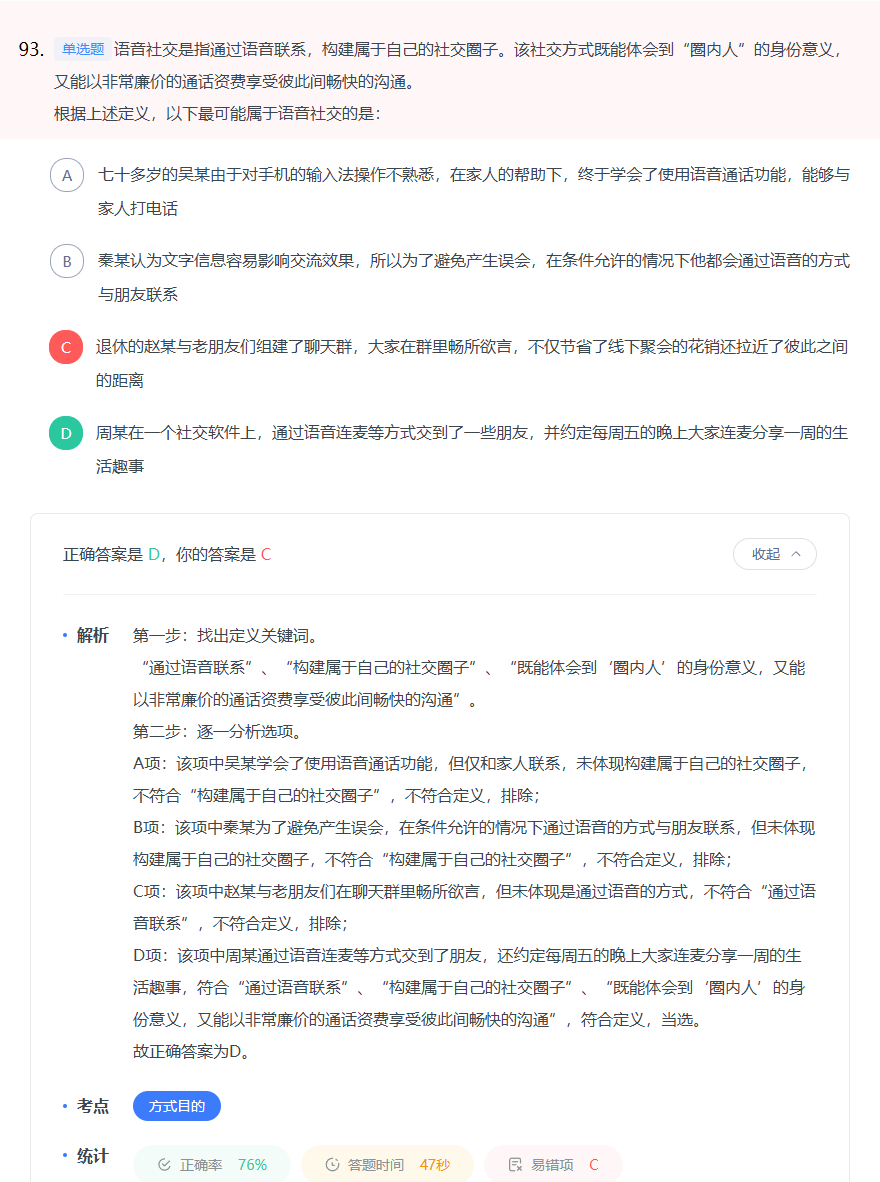 93. 单选题 语音社交是指通过语音联系，构建属于自己的社交圈子。该社交方式既能体会到“圈内人”的身份意义，
又能以非常廉价的通话资费享受彼此间畅快的沟通。
根据上述定义，以下最可能属于语音社交的是：
A 七十多岁的吴某由于对手机的输入法操作不熟悉，在家人的帮助下，终于学会了使用语音通话功能，能够与
家人打电话
B 秦某认为文字信息容易影响交流效果，所以为了避免产生误会，在条件允许的情况下他都会通过语音的方式
与朋友联系
C 退休的赵某与老朋友们组建了聊天群，大家在群里畅所欲言，不仅节省了线下聚会的花销还拉近了彼此之间
的距离
D 周某在一个社交软件上，通过语音连麦等方式交到了一些朋友，并约定每周五的晚上大家连麦分享一周的生
活趣事
正确答案是 D，你的答案是 C
收起
解析 第一步：找出定义关键词。
“通过语音联系”、“构建属于自己的社交圈子”、“既能体会到‘圈内人’的身份意义，又能
以非常廉价的通话资费享受彼此间畅快的沟通”。
第二步：逐一分析选项。
A项：该项中吴某学会了使用语音通话功能，但仅和家人联系，未体现构建属于自己的社交圈子，
不符合“构建属于自己的社交圈子”，不符合定义，排除；
B项：该项中秦某为了避免产生误会，在条件允许的情况下通过语音的方式与朋友联系，但未体现
构建属于自己的社交圈子，不符合“构建属于自己的社交圈子”，不符合定义，排除；
C项：该项中赵某与老朋友们在聊天群里畅所欲言，但未体现是通过语音的方式，不符合“通过语
音联系”，不符合定义，排除；
D项：该项中周某通过语音连麦等方式交到了朋友，还约定每周五的晚上大家连麦分享一周的生
活趣事，符合“通过语音联系”、“构建属于自己的社交圈子”、“既能体会到‘圈内人’的身
份意义，又能以非常廉价的通话资费享受彼此间畅快的沟通”，符合定义，当选。
故正确答案为D。
考点 方式目的
统计 正确率 76% 答题时间 47秒 易错项 C